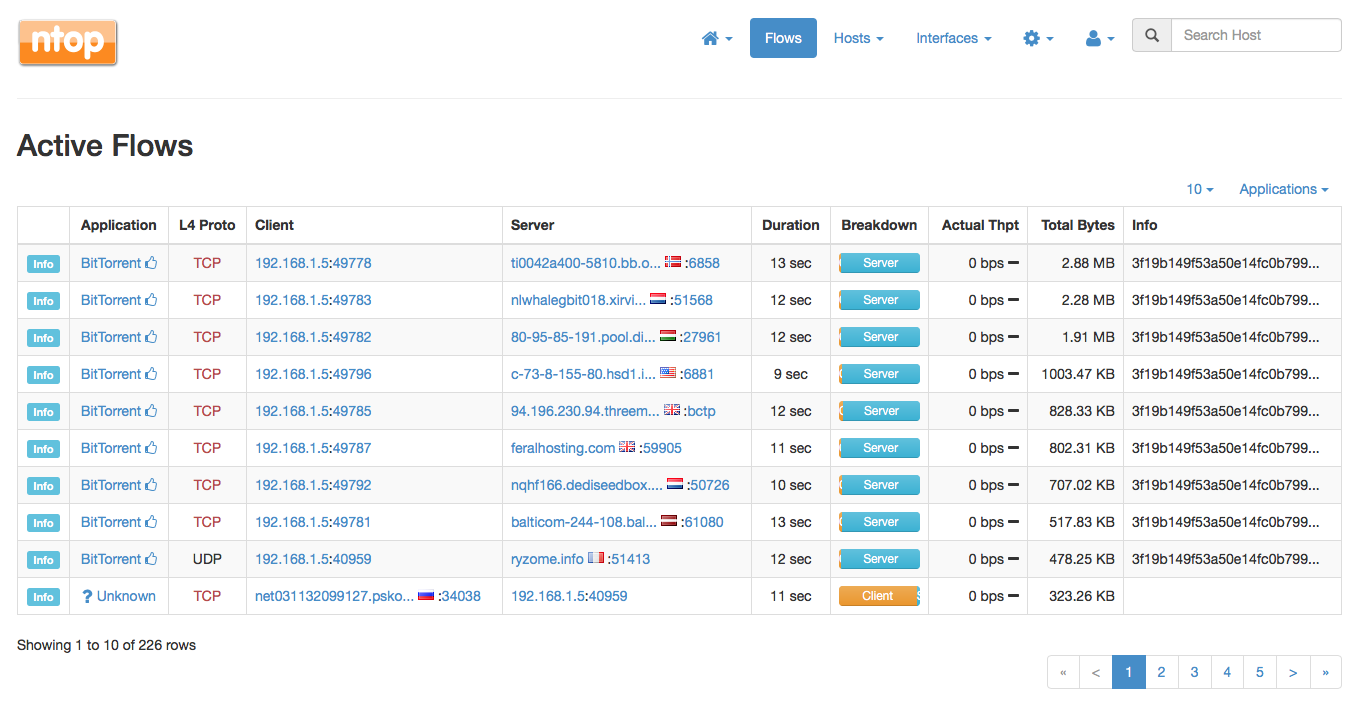 ntop
Flows Hosts Interfaces Search Host
Active Flows
10 Applications
Application L4 Proto Client Server Duration Breakdown Actual Thpt Total Bytes Info
Info BitTorrent TCP 192.168.1.5:49778 ti0042a400-5810.bb.o... :6858 13 sec Server 0 bps 2.88 MB 3f19b149f53a50e14fc0b799...
Info BitTorrent TCP 192.168.1.5:49783 nlwhalegbit018.xirvi... :51568 12 sec Server 0 bps 2.28 MB 3f19b149f53a50e14fc0b799...
Info BitTorrent TCP 192.168.1.5:49782 80-95-85-191.pool.di... :27961 12 sec Server 0 bps 1.91 MB 3f19b149f53a50e14fc0b799...
Info BitTorrent TCP 192.168.1.5:49796 c-73-8-155-80.hsd1.i... :6881 9 sec Server 0 bps 1003.47 KB 3f19b149f53a50e14fc0b799...
Info BitTorrent TCP 192.168.1.5:49785 94.196.230.94.threem... :bctp 12 sec Server 0 bps 828.33 KB 3f19b149f53a50e14fc0b799...
Info BitTorrent TCP 192.168.1.5:49787 feralhosting.com :59905 11 sec Server 0 bps 802.31 KB 3f19b149f53a50e14fc0b799...
Info BitTorrent TCP 192.168.1.5:49792 nqhf166.dediseedbox.... :50726 10 sec Server 0 bps 707.02 KB 3f19b149f53a50e14fc0b799...
Info BitTorrent TCP 192.168.1.5:49781 balticom-244-108.bal... :61080 13 sec Server 0 bps 517.83 KB 3f19b149f53a50e14fc0b799...
Info BitTorrent UDP 192.168.1.5:40959 ryzome.info :51413 12 sec Server 0 bps 478.25 KB 3f19b149f53a50e14fc0b799...
Info ? Unknown TCP net031132099127.psko... :34038 192.168.1.5:40959 11 sec Client 0 bps 323.26 KB
Showing 1 to 10 of 226 rows
« < 1 2 3 4 5 > »